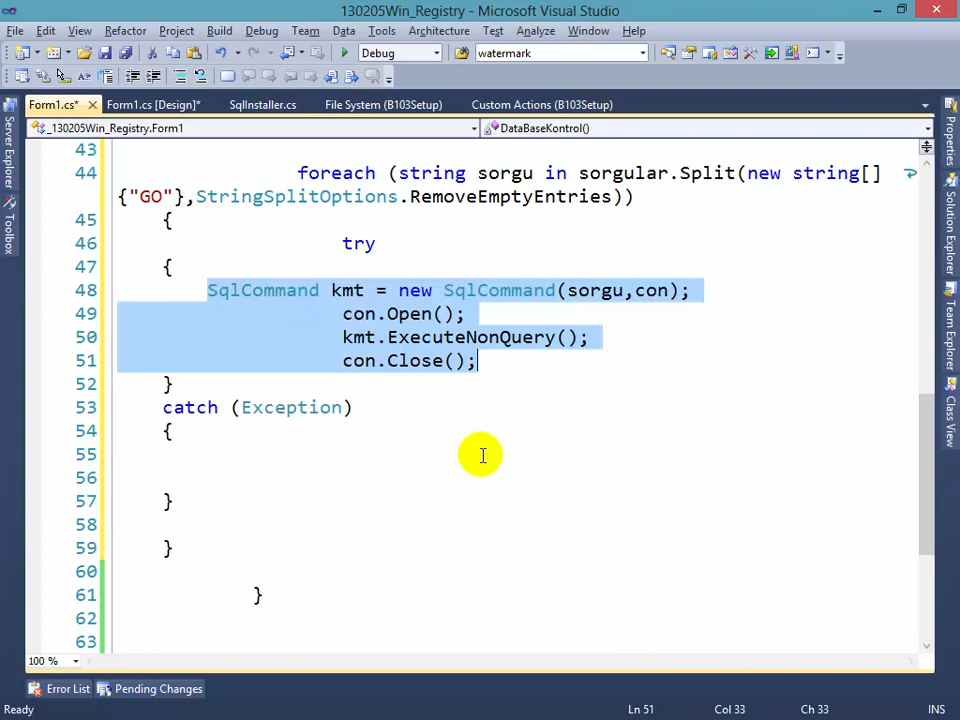 130205Win_Registry - Microsoft Visual Studio
File Edit View Refactor Project Build Debug Team Data Tools Architecture Test Analyze Window Help
Debug watermark
Form1.cs* Form1.cs [Design]* SqlInstaller.cs File System (B103Setup) Custom Actions (B103Setup)
_130205Win_Registry.Form1 DataBaseKontrol()
43
44 foreach (string sorgu in sorgular.Split(new string[]
{"GO"},StringSplitOptions.RemoveEmptyEntries))
45 {
46 try
47 {
48 SqlCommand kmt = new SqlCommand(sorgu,con);
49 con.Open();
50 kmt.ExecuteNonQuery();
51 con.Close();
52 }
53 catch (Exception)
54 {
55
56
57 }
58
59 }
60
61 }
62
63
100 %
Error List Pending Changes
Ready Ln 51 Col 33 Ch 33 INS
Server Explorer
Toolbox
Properties
Solution Explorer
Team Explorer
Class View